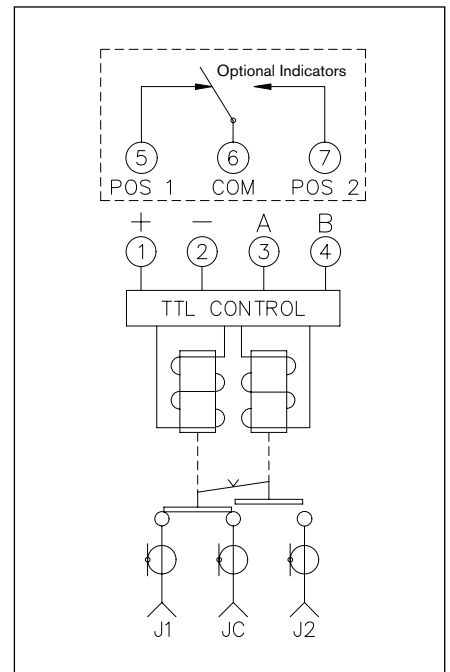 Optional Indicators
5 6 7
POS 1 COM POS 2
+ – A B
1 2 3 4
TTL CONTROL
J1 JC J2